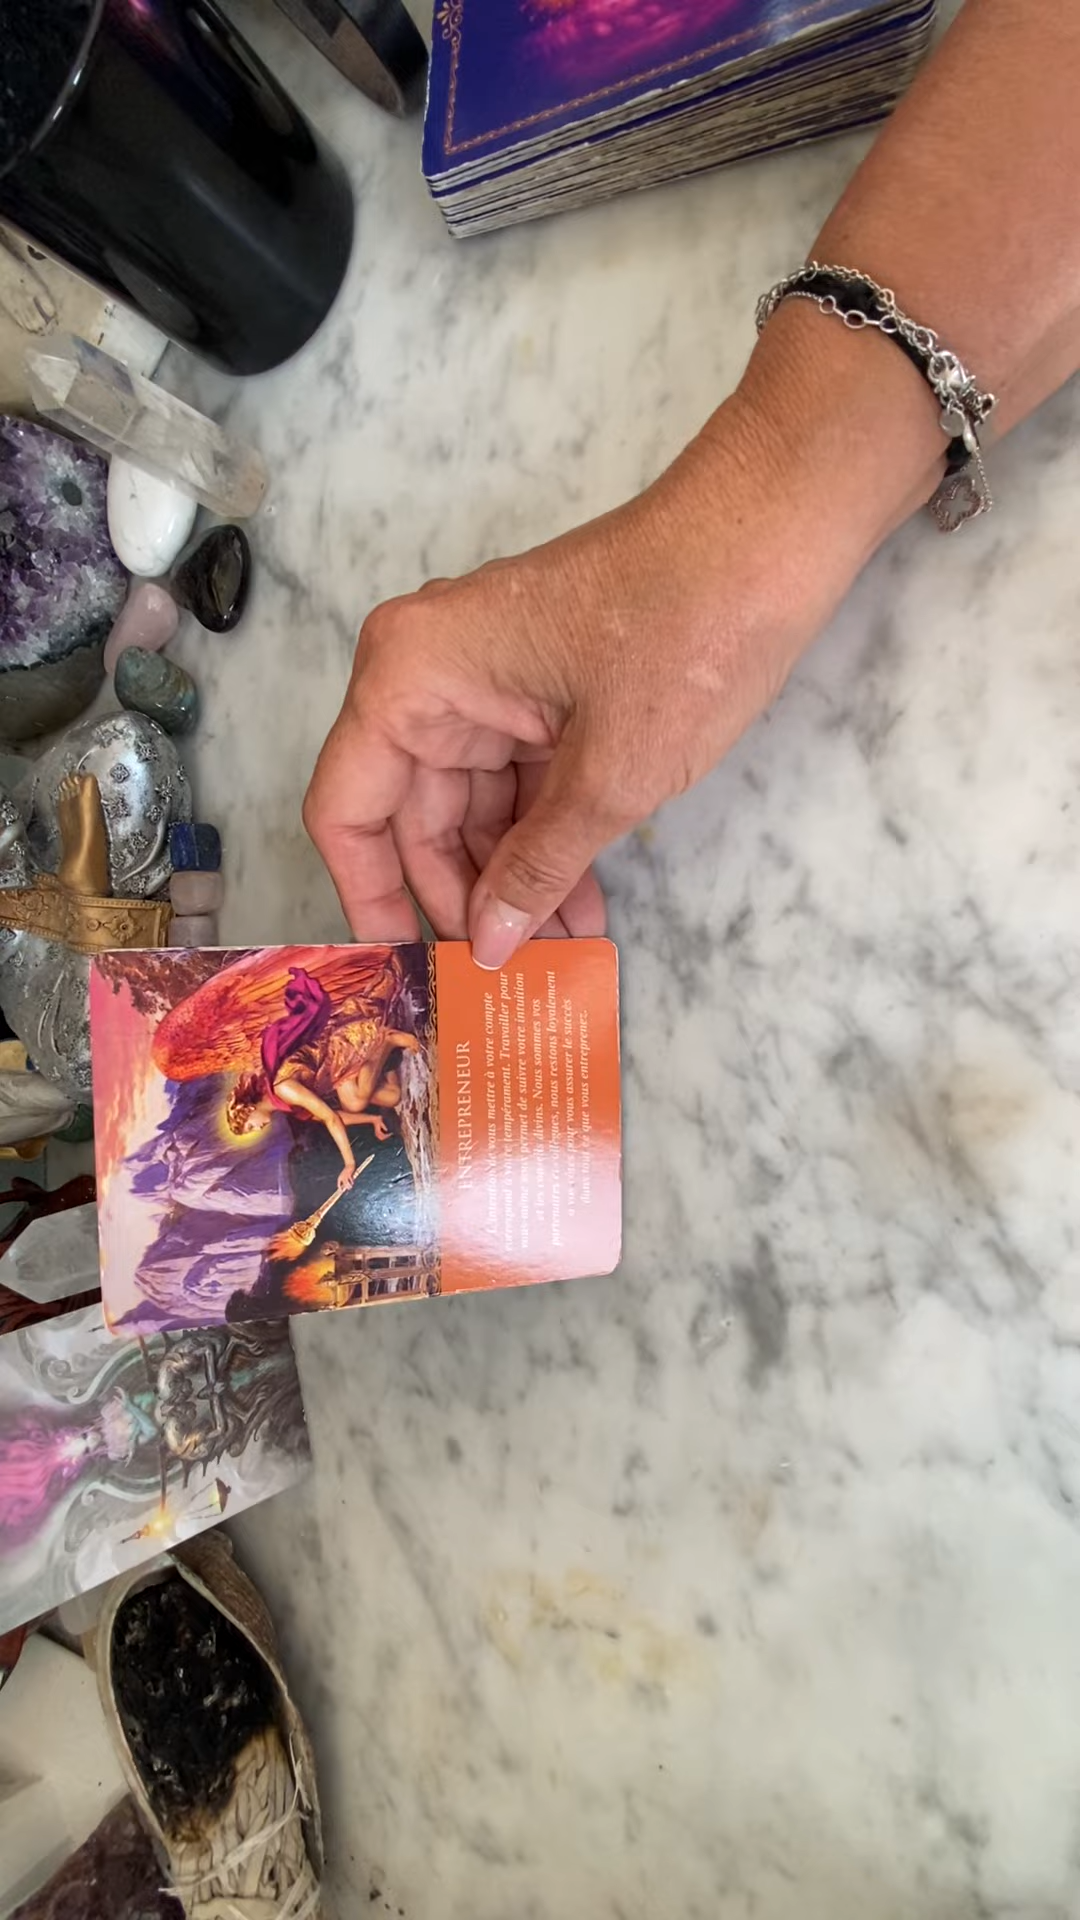 ENTREPRENEUR
L'intention de vous mettre à votre compte
correspond à votre tempérament. Travailler pour
vous-même vous permet de suivre votre intuition
et les conseils divins. Nous sommes vos
partenaires et collègues, nous restons loyalement
à vos côtés pour vous assurer le succès
dans tout ce que vous entreprenez.